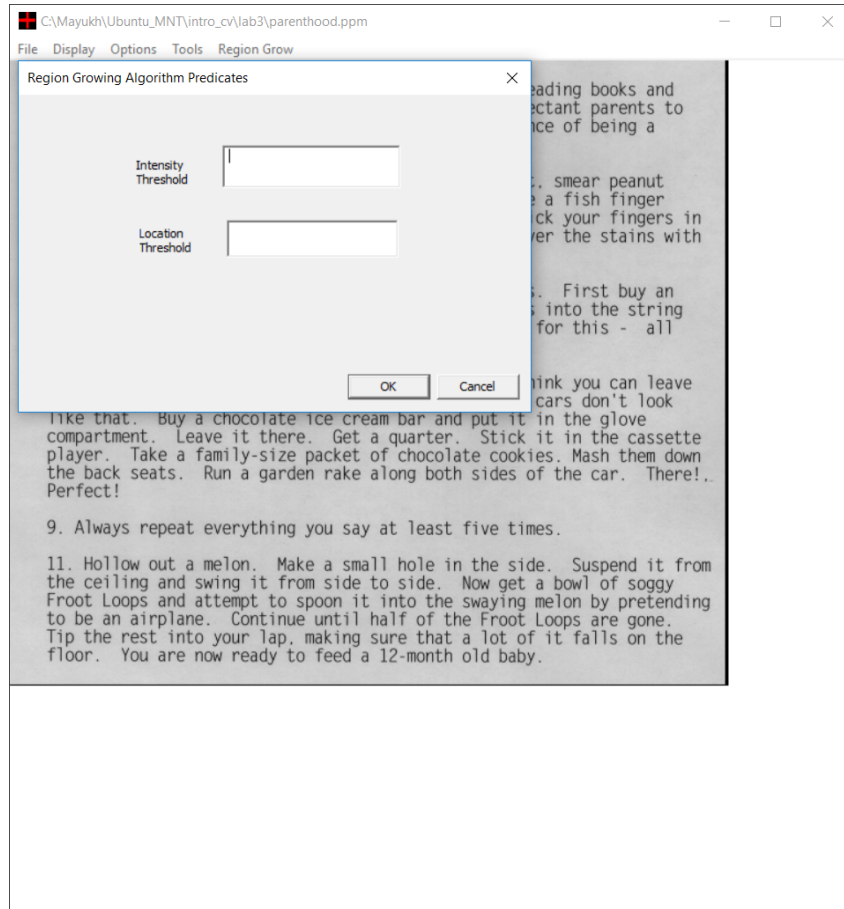 C:\Mayukh\Ubuntu_MNT\intro_cv\lab3\parenthood.ppm
File Display Options Tools Region Grow
Region Growing Algorithm Predicates
Intensity
Threshold
Location
Threshold
OK Cancel
eading books and
ectant parents to
nce of being a
, smear peanut
a fish finger
ck your fingers in
er the stains with
. First buy an
into the string
for this - all
hink you can leave
cars don't look
like that. Buy a chocolate ice cream bar and put it in the glove
compartment. Leave it there. Get a quarter. Stick it in the cassette
player. Take a family-size packet of chocolate cookies. Mash them down
the back seats. Run a garden rake along both sides of the car. There!.
Perfect!
9. Always repeat everything you say at least five times.
11. Hollow out a melon. Make a small hole in the side. Suspend it from
the ceiling and swing it from side to side. Now get a bowl of soggy
Froot Loops and attempt to spoon it into the swaying melon by pretending
to be an airplane. Continue until half of the Froot Loops are gone.
Tip the rest into your lap, making sure that a lot of it falls on the
floor. You are now ready to feed a 12-month old baby.